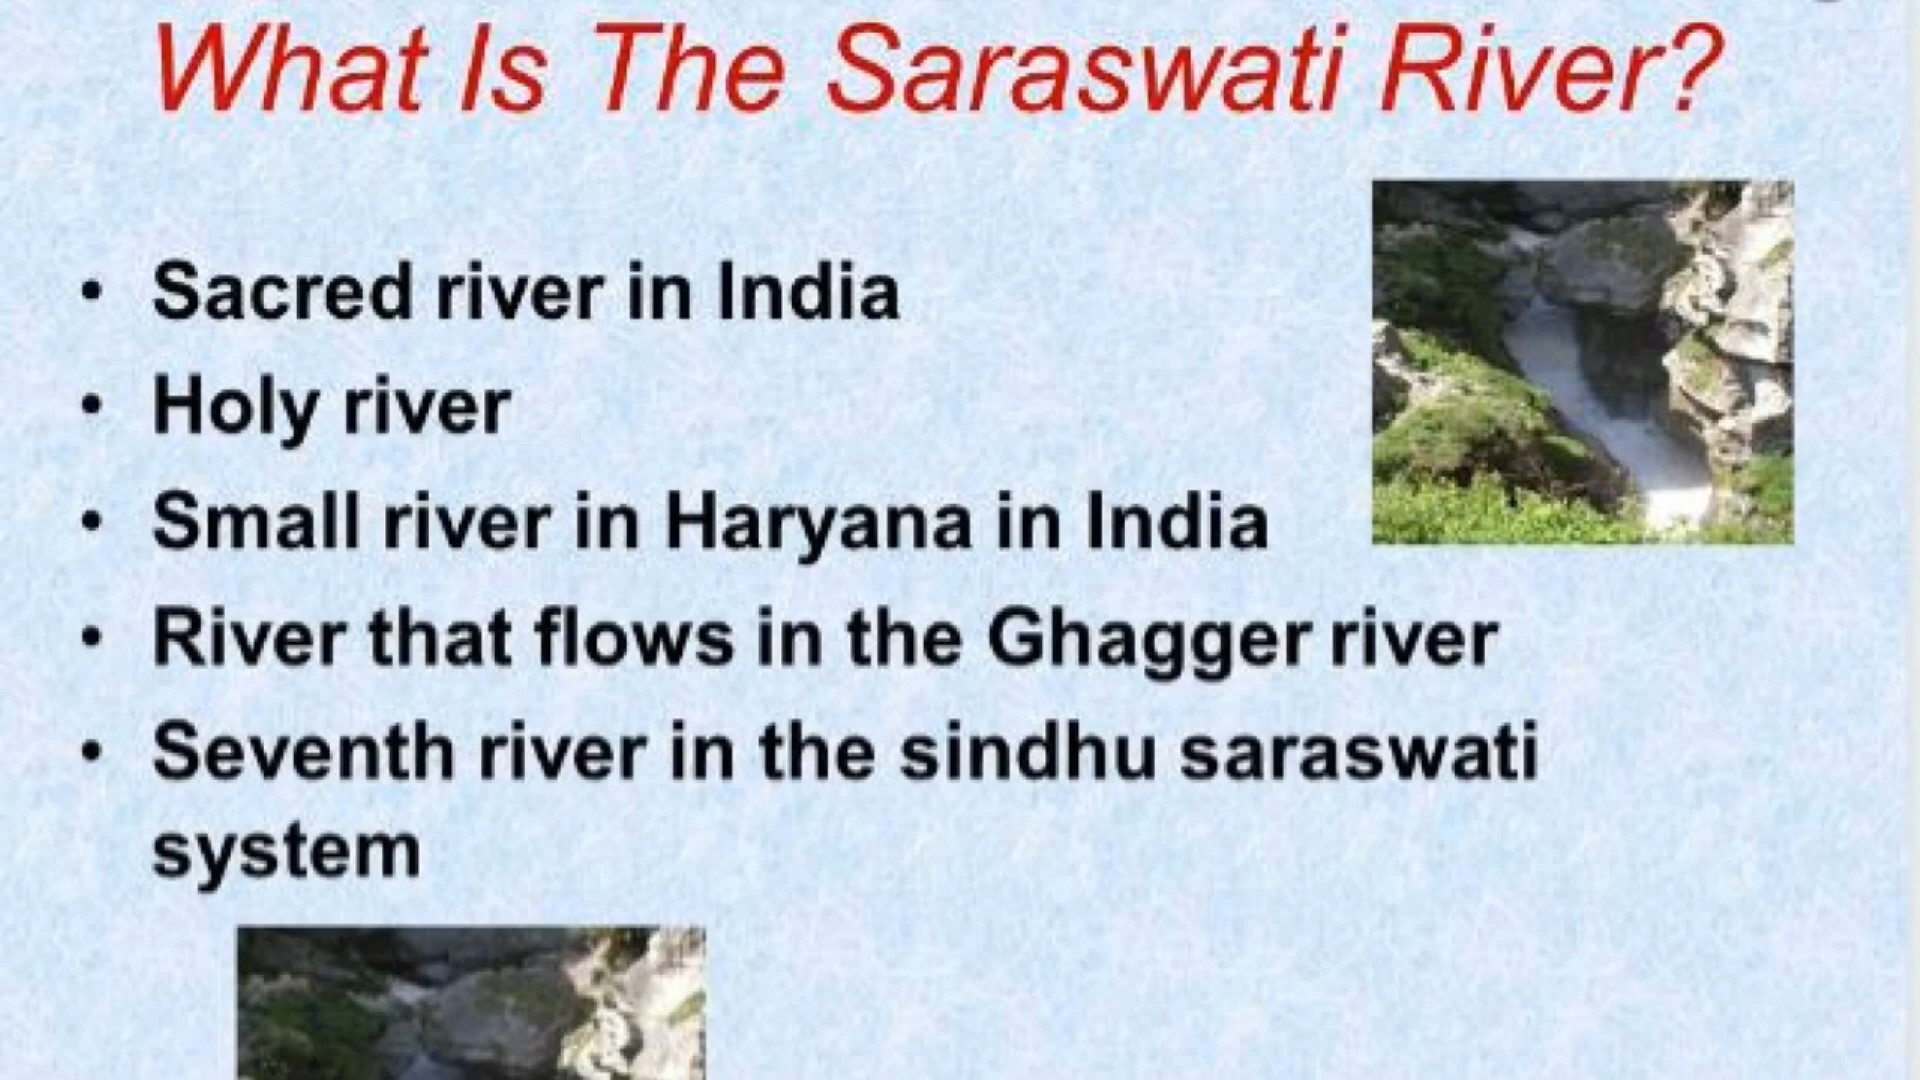 What Is The Saraswati River?
• Sacred river in India
• Holy river
• Small river in Haryana in India
• River that flows in the Ghagger river
• Seventh river in the sindhu saraswati
system